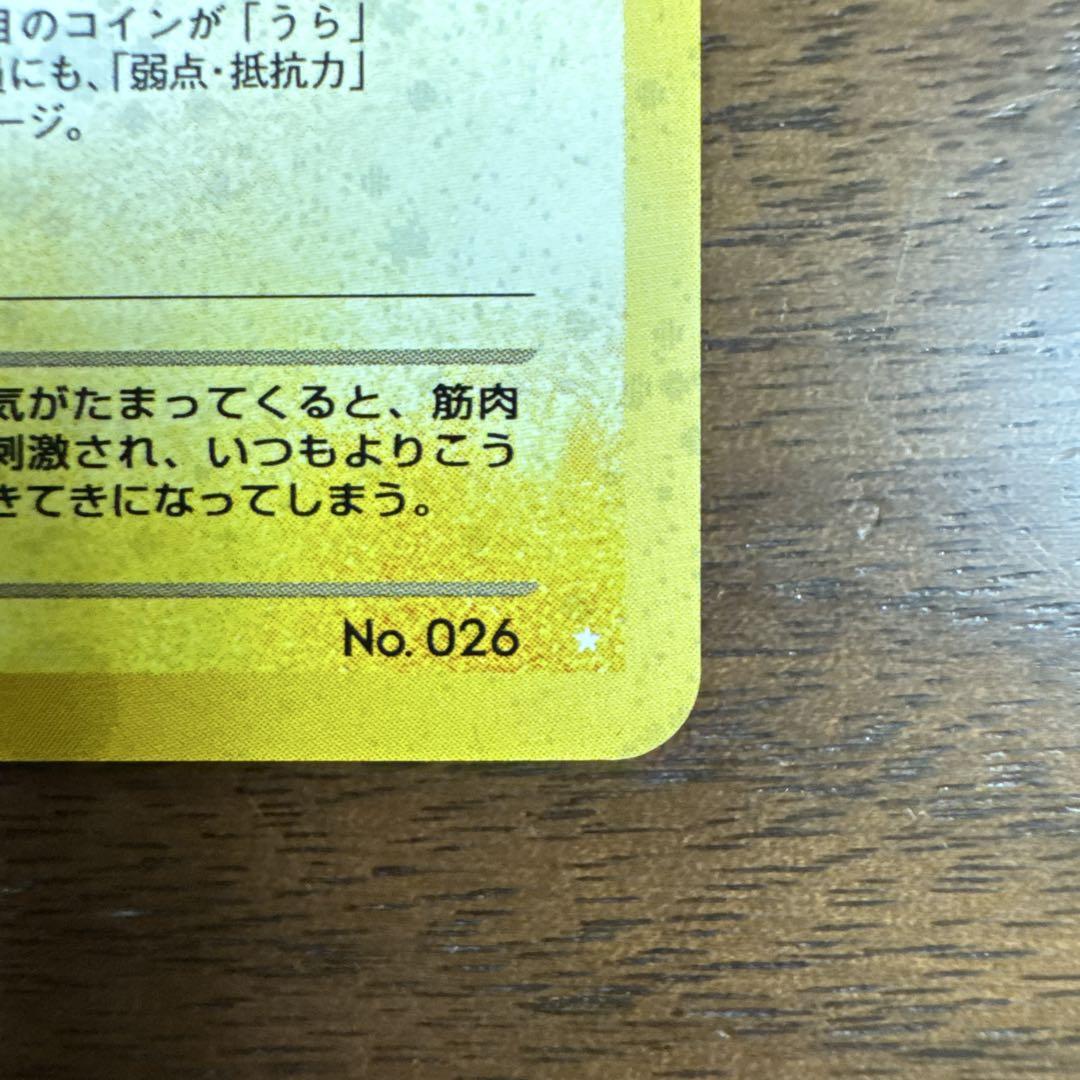 目のコインが「うら」
にも、「弱点・抵抗力」
ージ。
気がたまってくると、筋肉
刺激され、いつもよりこう
きてきになってしまう。
No. 026 ★